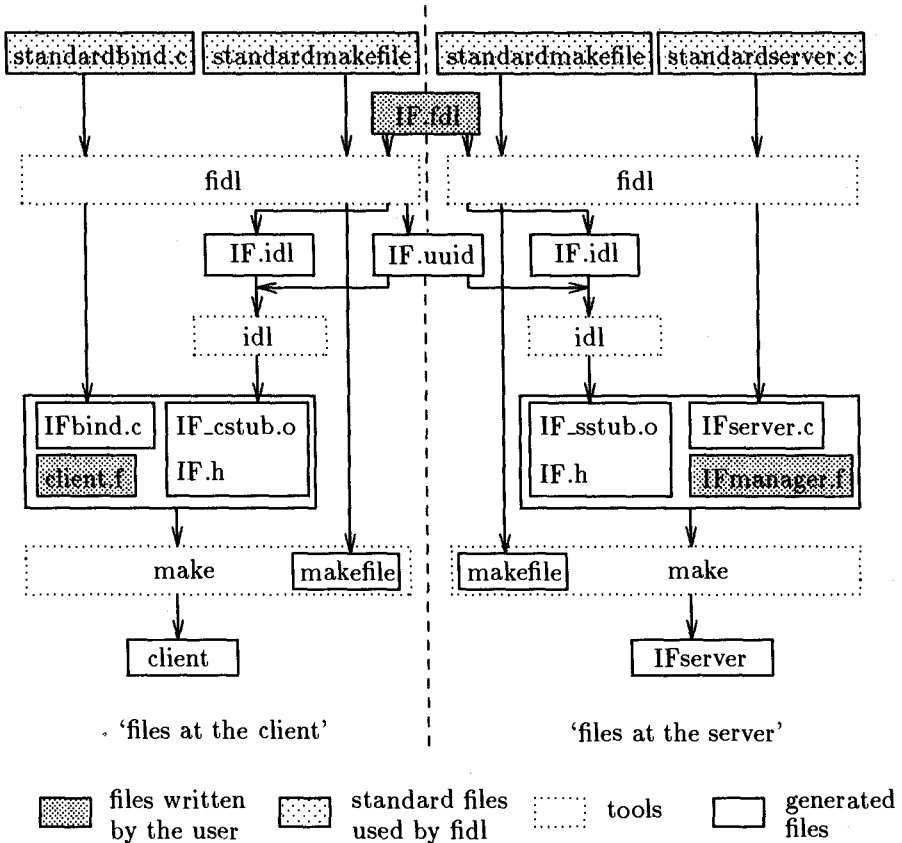 standardbind.c standardmakefile standardmakefile standardserver.c
IF.fdl
fidl fidl
IF.idl IF.uuid IF.idl
idl idl
IFbind.c IF_cstub.o IF_sstub.o IFserver.c
client.f IF.h IF.h IFmanager.f
make makefile makefile make
client IFserver
‘files at the client’ ‘files at the server’
files written standard files tools generated
by the user used by fidl files